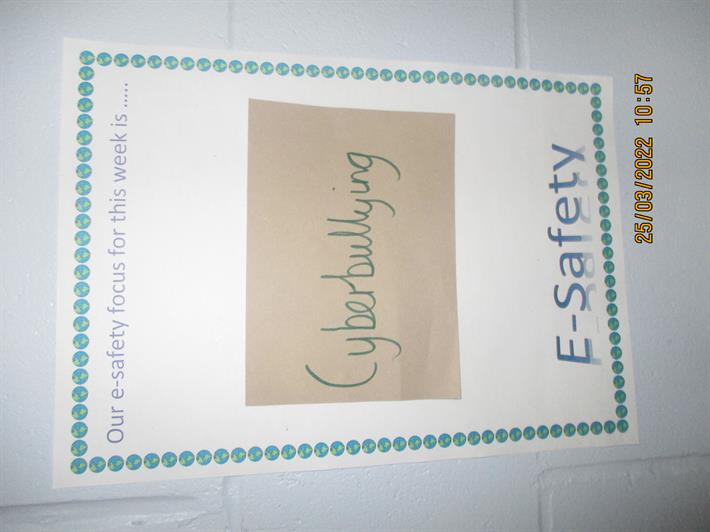 Our e-safety focus for this week is .....
Cyberbullying
E-Safety
25/03/2022 10:57